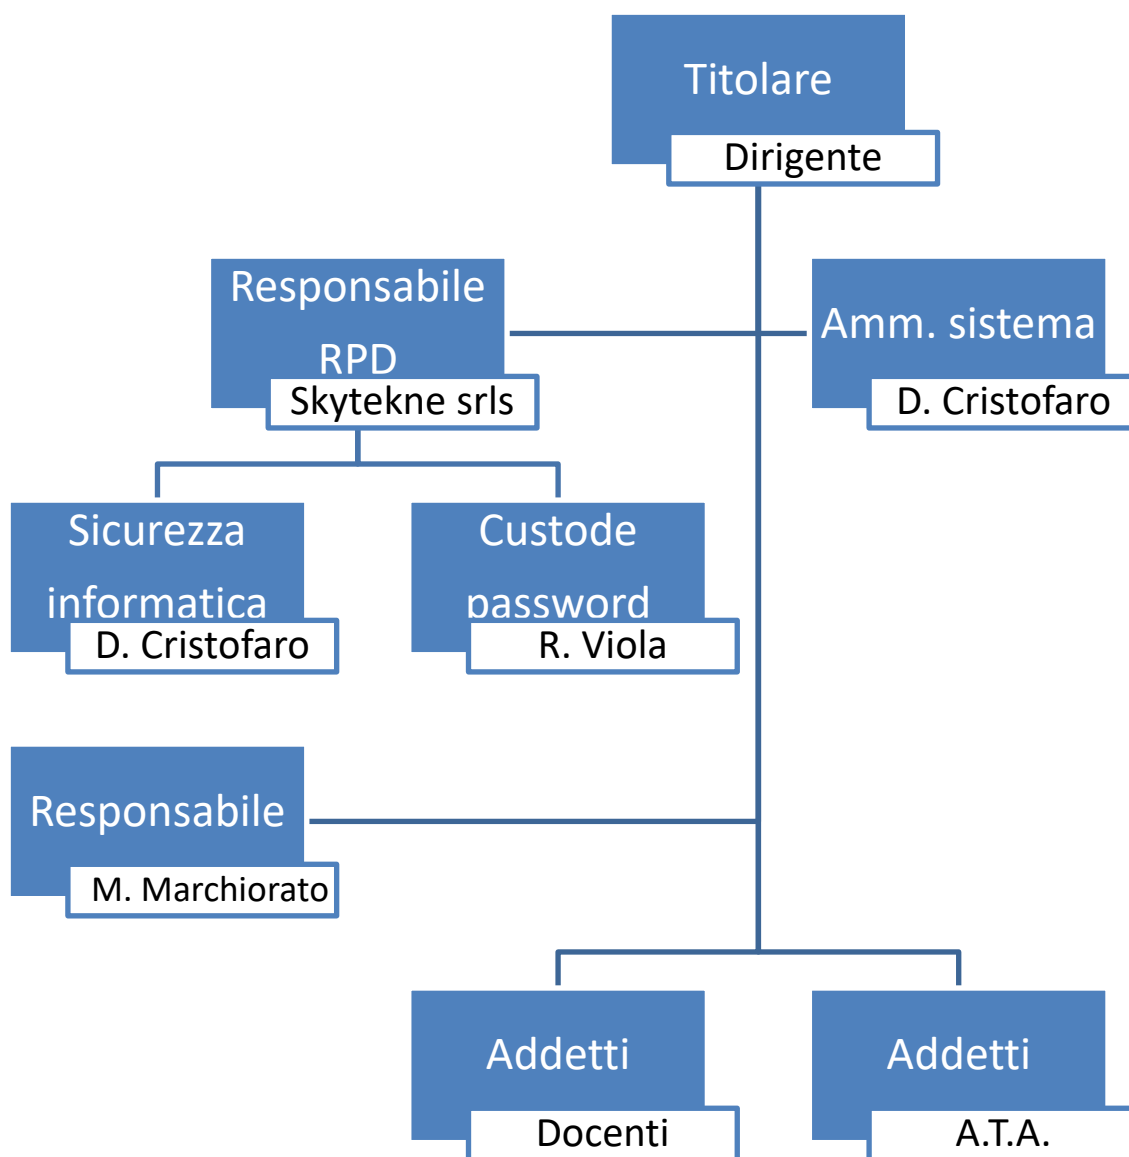 Titolare
Dirigente
Responsabile
RPD
Skytekne srls
Amm. sistema
D. Cristofaro
Sicurezza
informatica
D. Cristofaro
Custode
password
R. Viola
Responsabile
M. Marchiorato
Addetti
Docenti
Addetti
A.T.A.